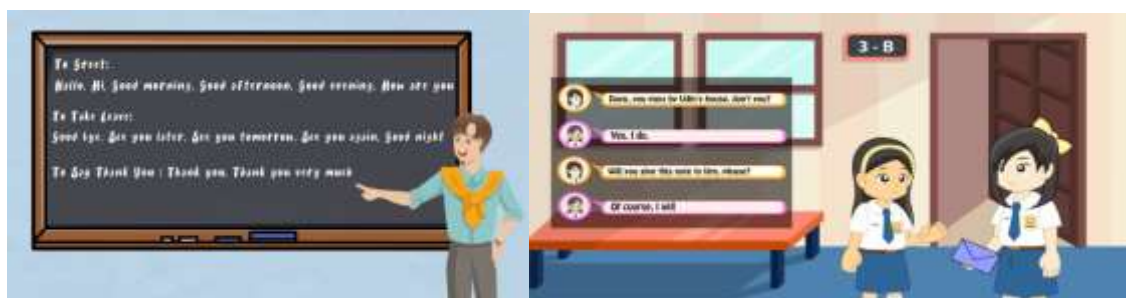 To Greet:
Hello, Hi, Good morning, Good afternoon, Good evening, How are you
To Take Leave:
Good bye, See you later, See you tomorrow, See you again, Good night
To Say Thank You : Thank you, Thank you very much
3 - B
you live by Udin's house, don't you?
Yes, I do.
Will you give this note to him, please?
Of course, I will